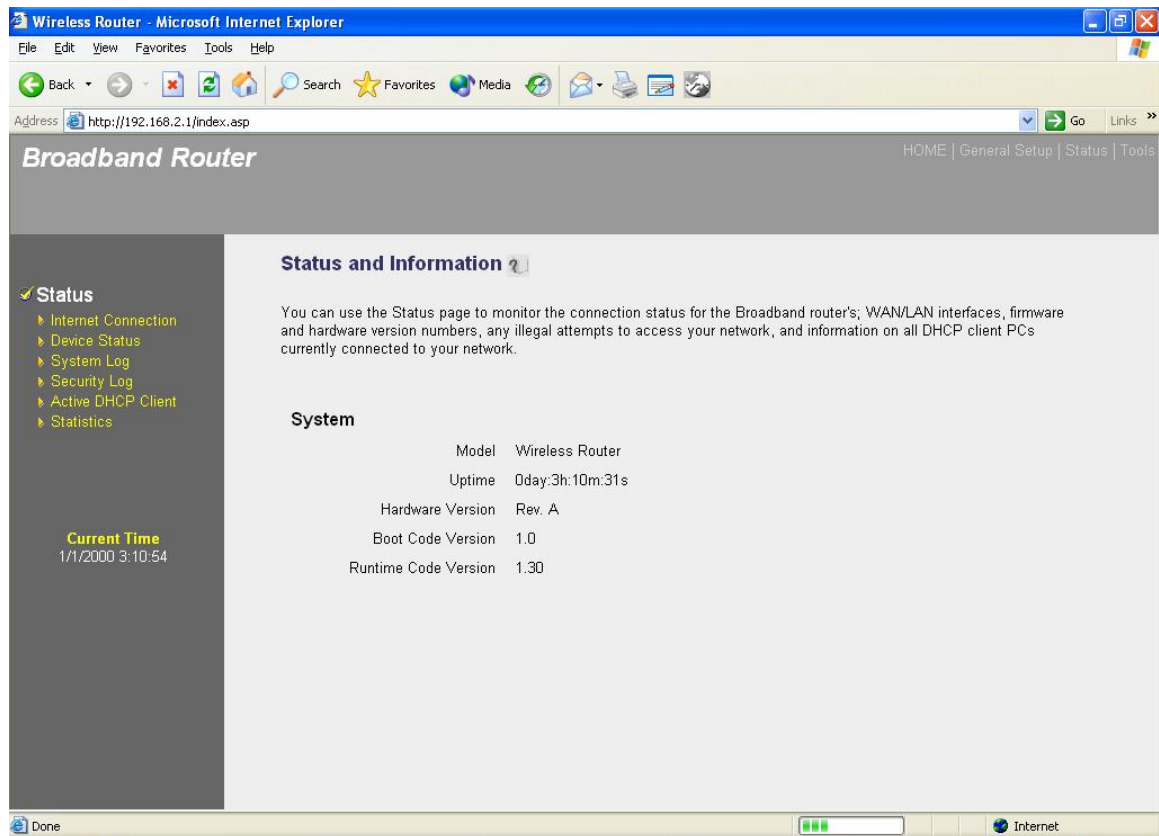 Wireless Router - Microsoft Internet Explorer
File Edit View Favorites Tools Help
Back Search Favorites Media
Address http://192.168.2.1/index.asp Go Links »
Broadband Router
HOME | General Setup | Status | Tools
Status
Internet Connection
Device Status
System Log
Security Log
Active DHCP Client
Statistics
Current Time
1/1/2000 3:10:54
Status and Information
You can use the Status page to monitor the connection status for the Broadband router's; WAN/LAN interfaces, firmware
and hardware version numbers, any illegal attempts to access your network, and information on all DHCP client PCs
currently connected to your network.
System
Model Wireless Router
Uptime 0day:3h:10m:31s
Hardware Version Rev. A
Boot Code Version 1.0
Runtime Code Version 1.30
Done Internet